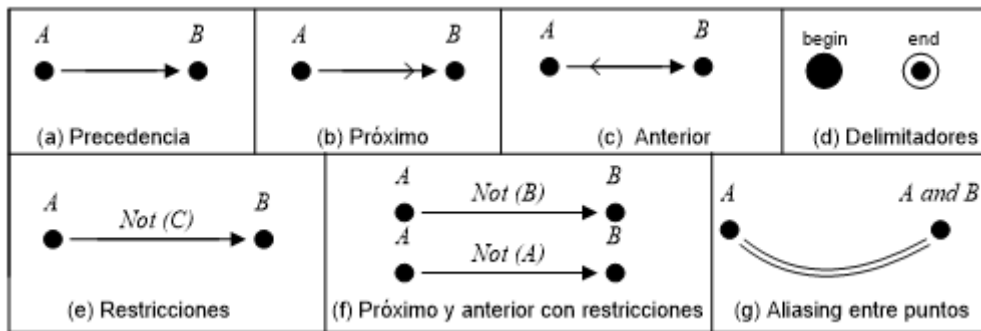 A B
(a) Precedencia
A B
(b) Próximo
A B
(c) Anterior
begin end
(d) Delimitadores
A B
Not (C)
(e) Restricciones
A B
Not (B)
A B
Not (A)
(f) Próximo y anterior con restricciones
A A and B
(g) Aliasing entre puntos